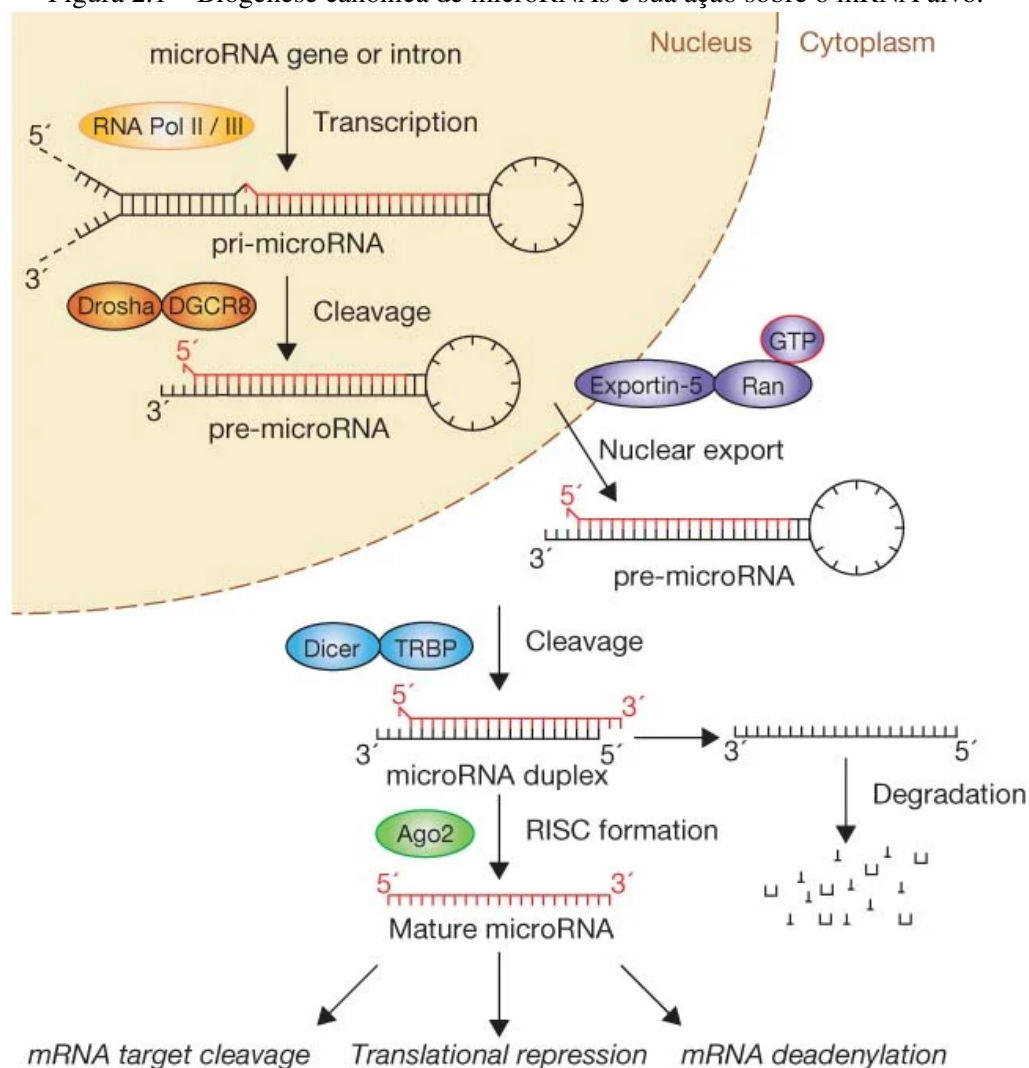 Figura 2.1 – Biogênese canônica de microRNAs e sua ação sobre o mRNA alvo.
Nucleus
Cytoplasm
microRNA gene or intron
RNA Pol II / III
Transcription
5´
pri-microRNA
3´
Drosha
DGCR8
Cleavage
5´
3´
pre-microRNA
GTP
Exportin-5
Ran
Nuclear export
5´
3´
pre-microRNA
Dicer
TRBP
Cleavage
5´
3´
3´
5´
microRNA duplex
3´
5´
Degradation
Ago2
RISC formation
5´
3´
Mature microRNA
mRNA target cleavage
Translational repression
mRNA deadenylation